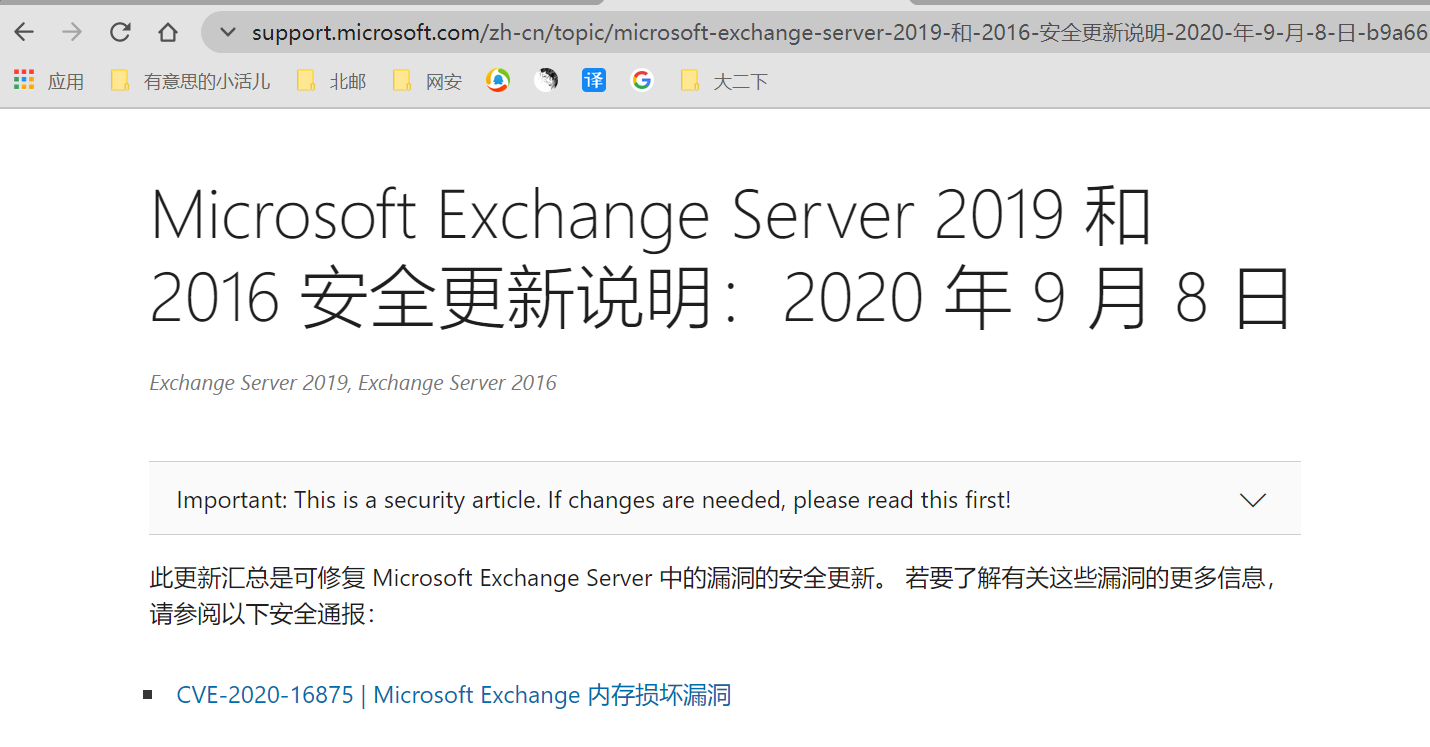 support.microsoft.com/zh-cn/topic/microsoft-exchange-server-2019-和-2016-安全更新说明-2020-年-9-月-8-日-b9a66
应用 有意思的小活儿 北邮 网安 译 G 大二下
Microsoft Exchange Server 2019 和
2016 安全更新说明：2020 年 9 月 8 日
Exchange Server 2019, Exchange Server 2016
Important: This is a security article. If changes are needed, please read this first!
此更新汇总是可修复 Microsoft Exchange Server 中的漏洞的安全更新。 若要了解有关这些漏洞的更多信息，
请参阅以下安全通报：
CVE-2020-16875 | Microsoft Exchange 内存损坏漏洞